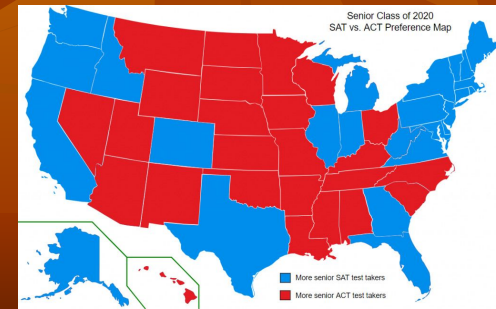 Senior Class of 2020
SAT vs. ACT Preference Map
More senior SAT test takers
More senior ACT test takers